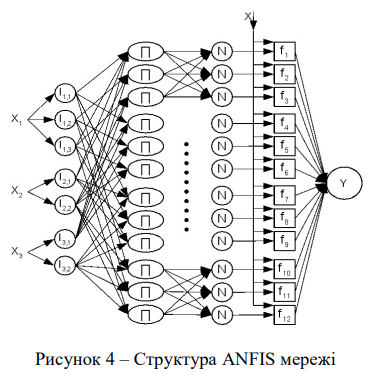 X
X₁
X₂
X₃
I₁,₁
I₁,₂
I₁,₃
I₂,₁
I₂,₂
I₃,₁
I₃,₂
П
П
П
П
П
П
П
П
П
П
П
П
N
N
N
N
N
N
N
N
N
N
N
N
f₁
f₂
f₃
f₄
f₅
f₆
f₇
f₈
f₉
f₁₀
f₁₁
f₁₂
Y
Рисунок 4 – Структура ANFIS мережі